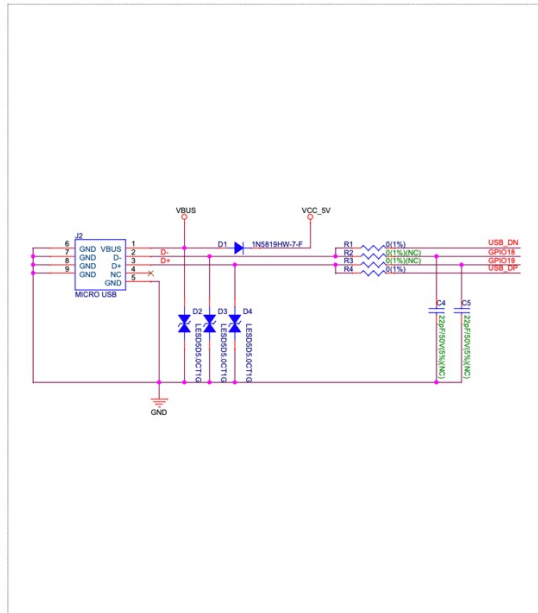 VBUS
VCC_5V
J2
D1
1N5819HW-7-F
6
GND
VBUS
1
7
GND
D-
2
D-
8
GND
D+
3
D+
9
GND
NC
4
GND
5
MICRO USB
R1
0(1%)
USB_DN
R2
0(1%)(NC)
GPIO18
R3
0(1%)(NC)
GPIO19
R4
0(1%)
USB_DP
D2
LESD5D5.0CT1G
D3
LESD5D5.0CT1G
D4
LESD5D5.0CT1G
C4
22pF/50V(5%)(NC)
C5
22pF/50V(5%)(NC)
GND